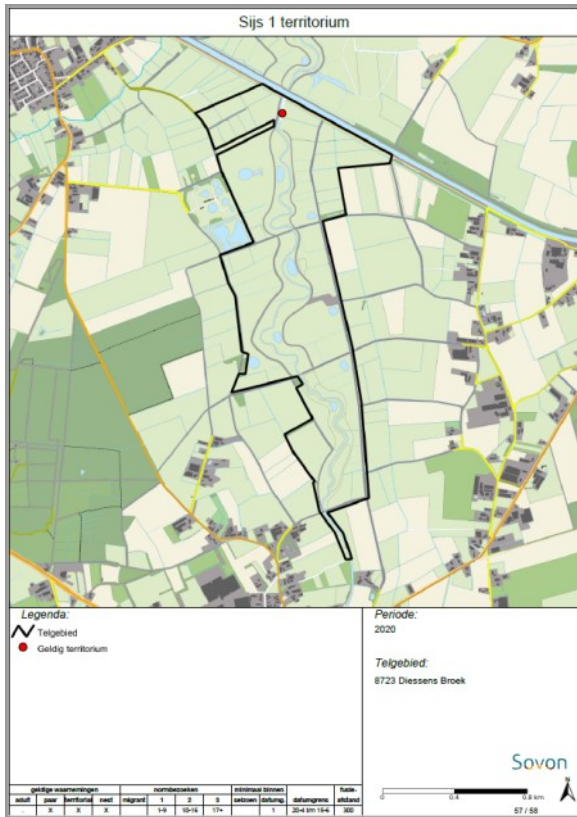 Sijs 1 territorium
Legenda:
Telgebied
Geldig territorium
Periode:
2020
Telgebied:
8723 Diessens Broek
Sovon
0 0.4 0.8 km
N
57 / 58
geldige waarnemingen normbezoeken minimaal binnen fusie-
adult paar territoriaal nest migrant 1 2 3 seizoen datumg. datumgrens afstand
. X X X 1-9 10-16 17+ 1 20-4 t/m 15-6 300